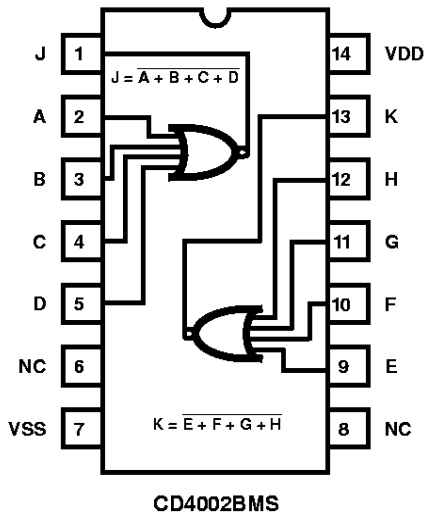 J 1 14 VDD
J = A + B + C + D
A 2 13 K
B 3 12 H
C 4 11 G
D 5 10 F
NC 6 9 E
VSS 7 8 NC
K = E + F + G + H
CD4002BMS